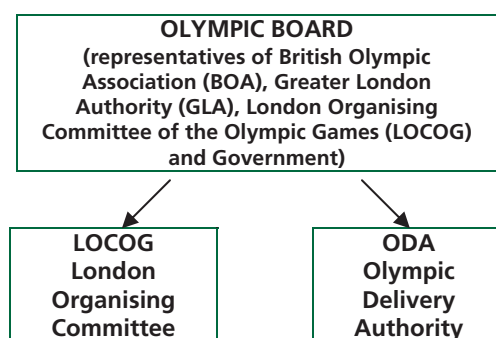 OLYMPIC BOARD
(representatives of British Olympic
Association (BOA), Greater London
Authority (GLA), London Organising
Committee of the Olympic Games (LOCOG)
and Government)
LOCOG
London
Organising
Committee
ODA
Olympic
Delivery
Authority